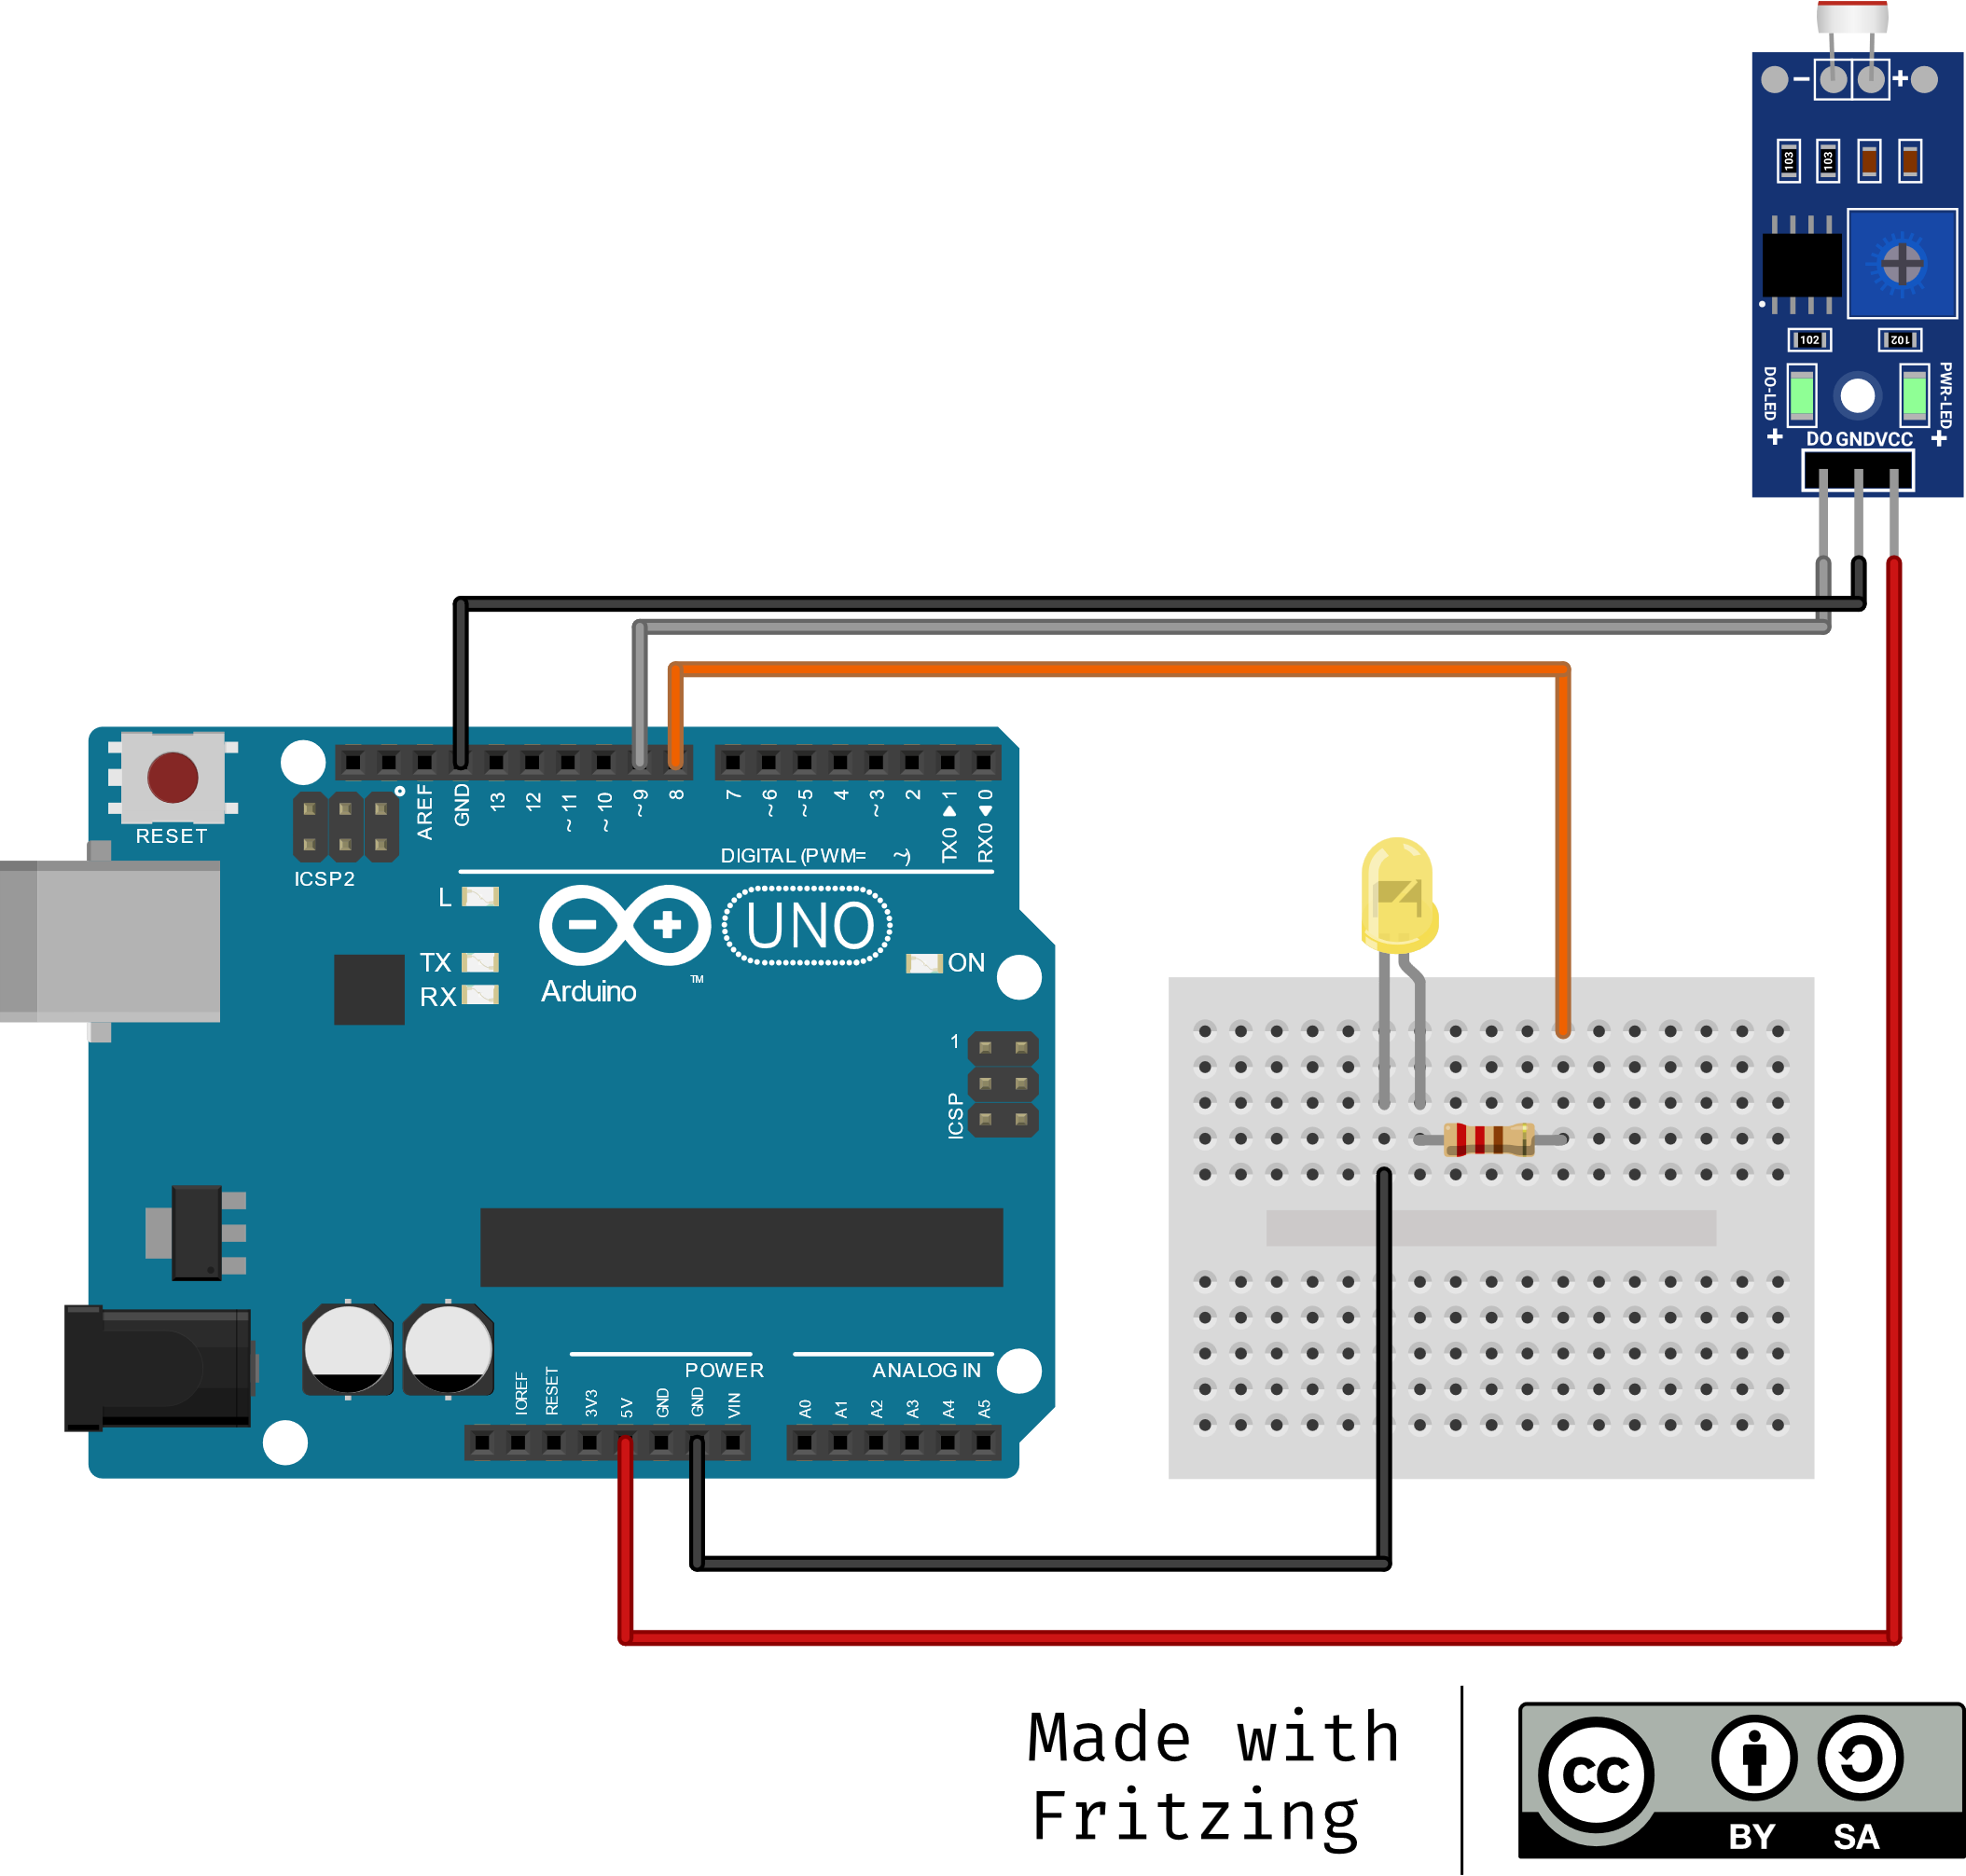 103
103
102
102
DO-LED
PWR-LED
DO GND VCC
RESET
ICSP2
AREF
GND
13
12
~ 11
~ 10
~ 9
8
7
~ 6
~ 5
4
~ 3
2
TX0 ▶ 1
RX0 ◀ 0
DIGITAL (PWM= ~)
L
TX
RX
UNO
ON
Arduino
TM
1
ICSP
POWER
ANALOG IN
IOREF
RESET
3V3
5V
GND
GND
VIN
A0
A1
A2
A3
A4
A5
Made with
Fritzing
cc
BY SA